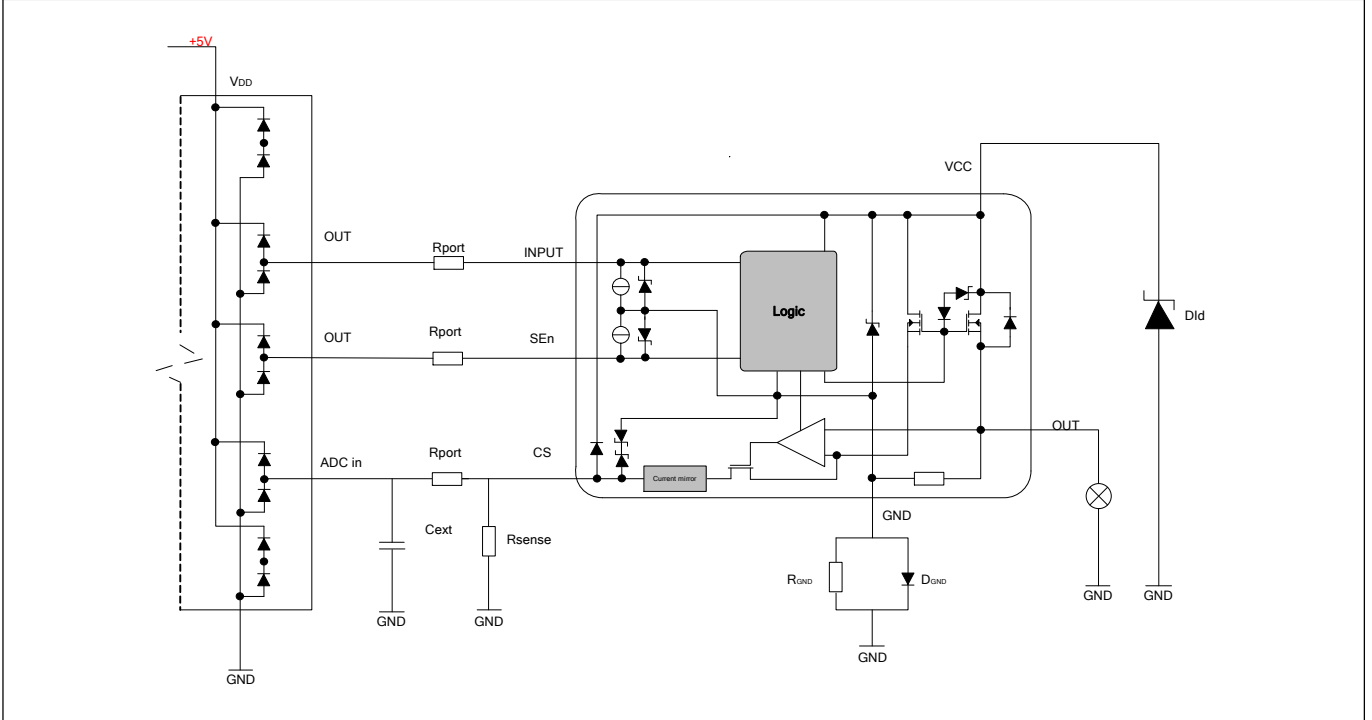 +5V
VDD
VCC
OUT
Rport
INPUT
Logic
Dld
OUT
Rport
SEn
OUT
ADC in
Rport
CS
Current mirror
GND
Cext
Rsense
RGND
DGND
GND
GND
GND
GND
GND
GND